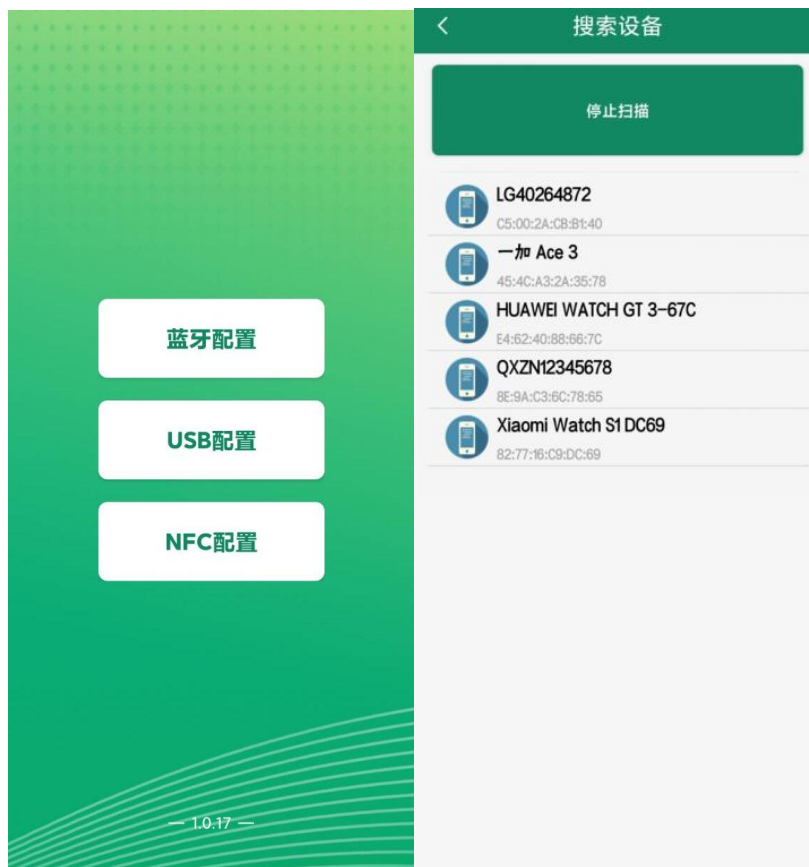 蓝牙配置
USB配置
NFC配置
— 1.0.17 —
搜索设备
停止扫描
LG40264872
C5:00:2A:CB:B1:40
一加 Ace 3
45:4C:A3:2A:35:78
HUAWEI WATCH GT 3-67C
E4:62:40:88:66:7C
QXZN12345678
8E:9A:C3:6C:78:65
Xiaomi Watch S1 DC69
82:77:16:C9:DC:69